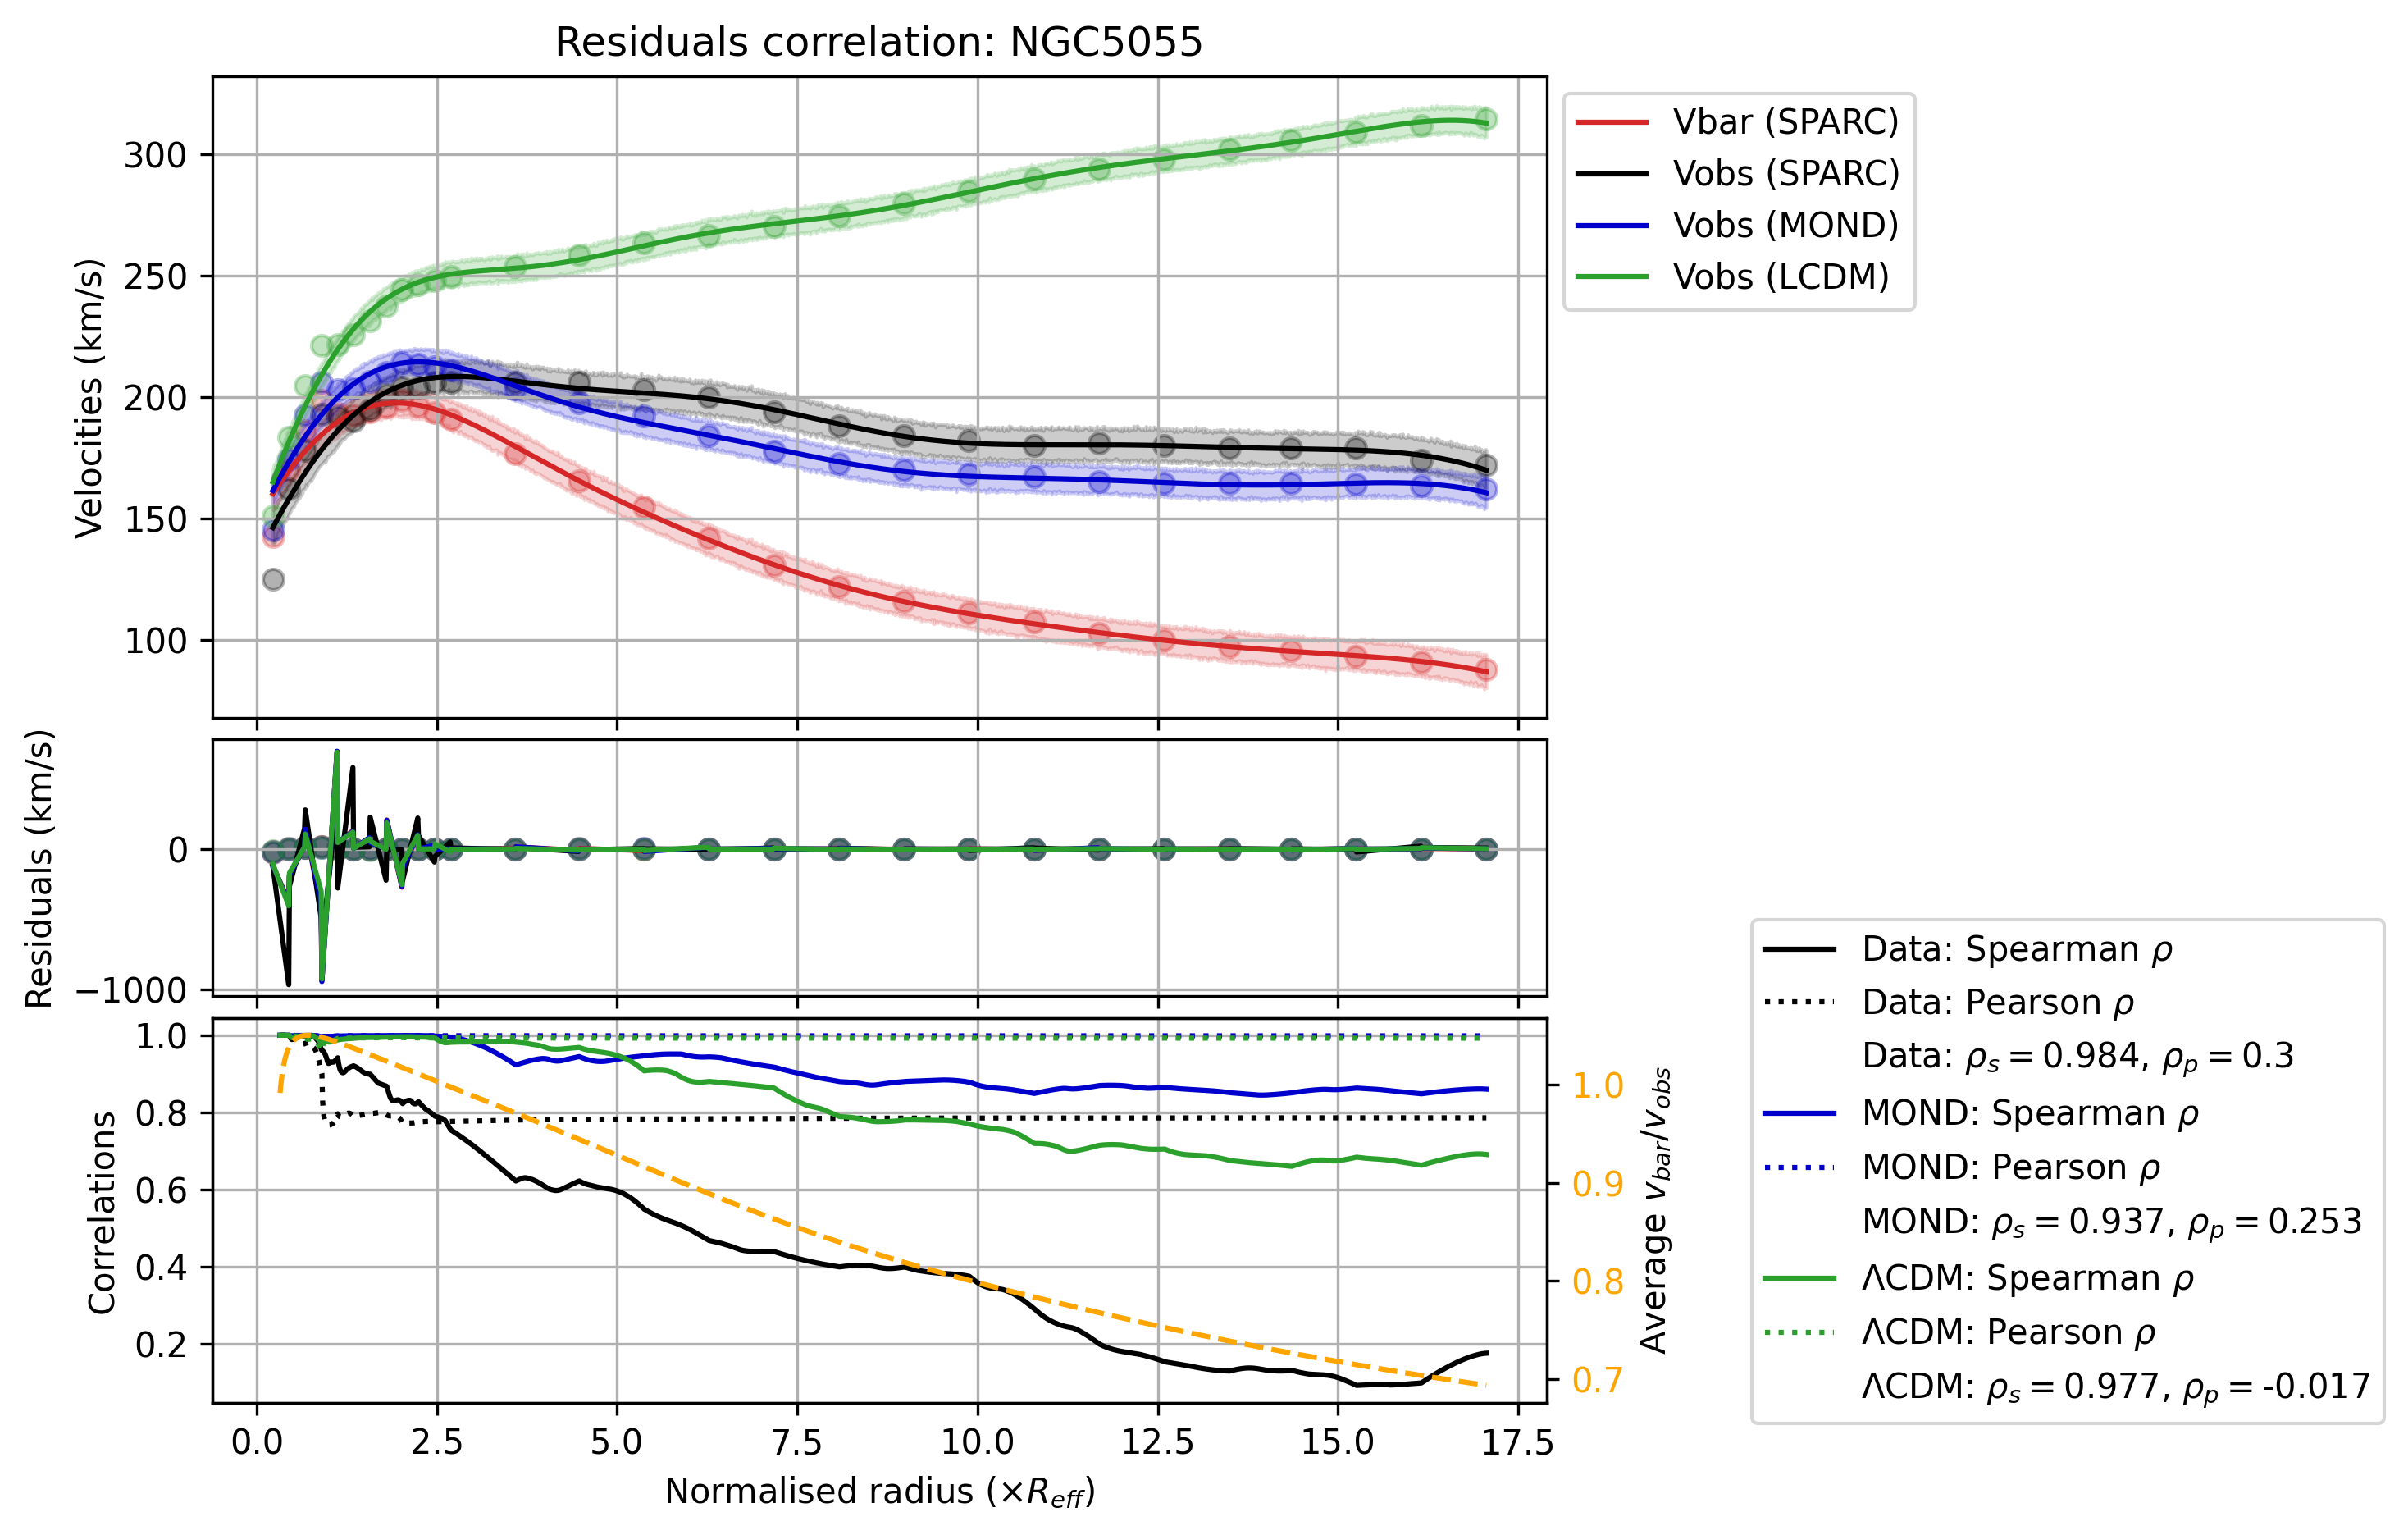 Residuals correlation: NGC5055
Velocities (km/s)
300
250
200
150
100
Vbar (SPARC)
Vobs (SPARC)
Vobs (MOND)
Vobs (LCDM)
Residuals (km/s)
0
−1000
Correlations
1.0
0.8
0.6
0.4
0.2
1.0
0.9
0.8
0.7
Average v_bar/v_obs
0.0 2.5 5.0 7.5 10.0 12.5 15.0 17.5
Normalised radius (×R_eff)
Data: Spearman ρ
Data: Pearson ρ
Data: ρ_s = 0.984, ρ_p = 0.3
MOND: Spearman ρ
MOND: Pearson ρ
MOND: ρ_s = 0.937, ρ_p = 0.253
ΛCDM: Spearman ρ
ΛCDM: Pearson ρ
ΛCDM: ρ_s = 0.977, ρ_p = -0.017